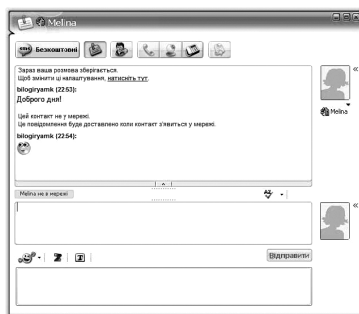 Melina
sms Безкоштовні
Зараз ваша розмова зберігається.
Щоб змінити ці налаштування, натисніть тут.
bilogiryamk (22:53):
Доброго дня!
Цей контакт не у мережі.
Це повідомлення буде доставлено коли контакт з'явиться у мережі.
bilogiryamk (22:54):
Melina
Melina не в мережі
Відправити